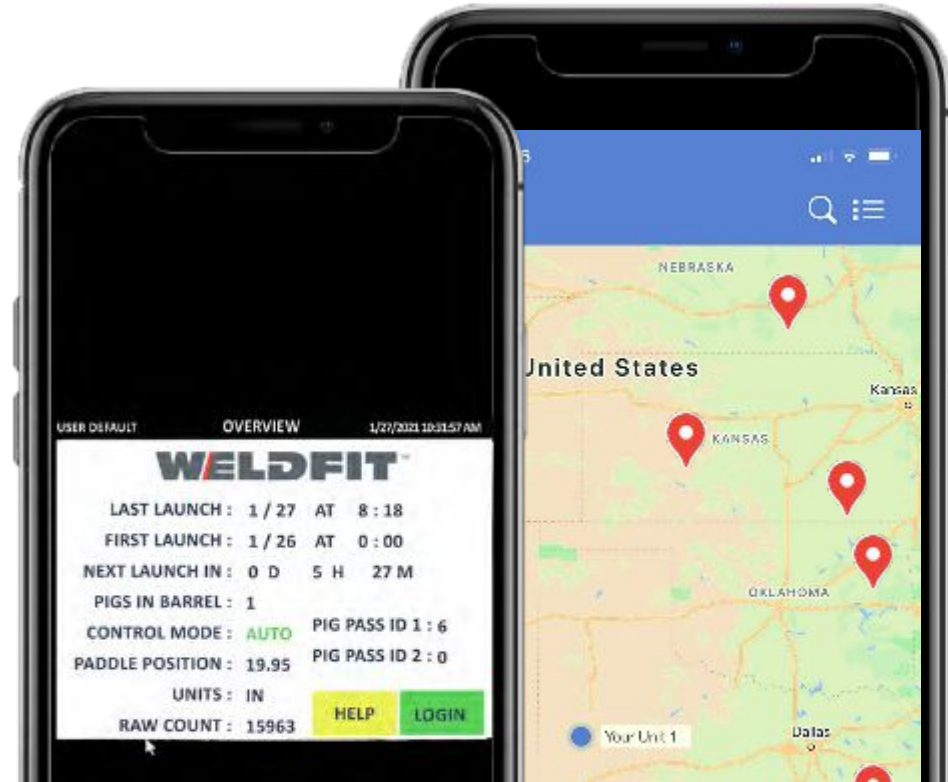 USER DEFAULT OVERVIEW 1/27/2021 10:31:57 AM
WELDFIT™
LAST LAUNCH : 1 / 27 AT 8 : 18
FIRST LAUNCH : 1 / 26 AT 0 : 00
NEXT LAUNCH IN : 0 D 5 H 27 M
PIGS IN BARREL : 1
CONTROL MODE : AUTO PIG PASS ID 1 : 6
PADDLE POSITION : 19.95 PIG PASS ID 2 : 0
UNITS : IN
RAW COUNT : 15963
HELP LOGIN
NEBRASKA
United States
Kansas
KANSAS
OKLAHOMA
Your Unit 1
Dallas